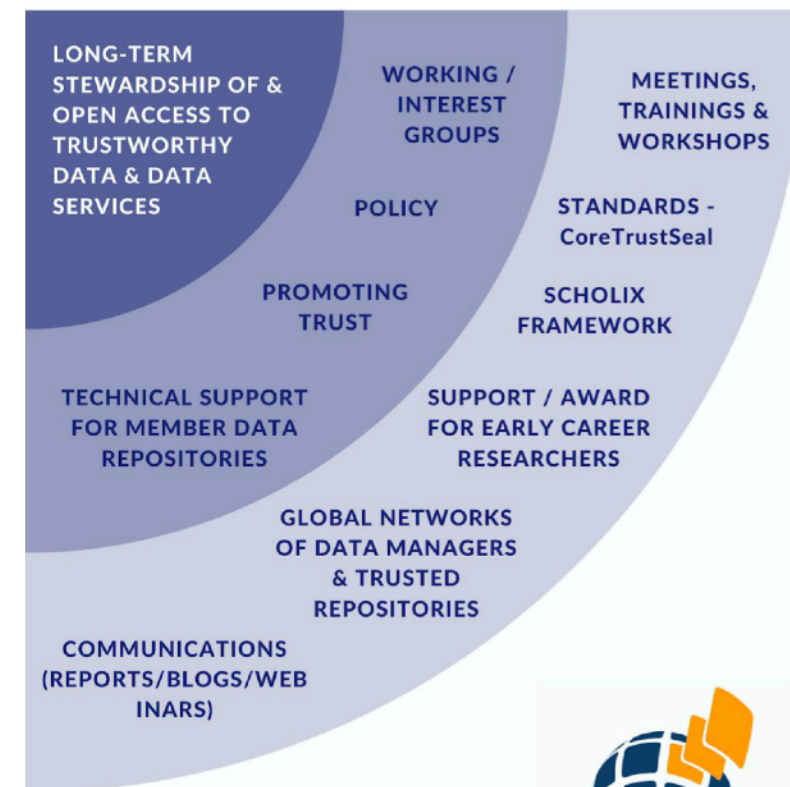 LONG-TERM
STEWARDSHIP OF &
OPEN ACCESS TO
TRUSTWORTHY
DATA & DATA
SERVICES
WORKING /
INTEREST
GROUPS
POLICY
PROMOTING
TRUST
TECHNICAL SUPPORT
FOR MEMBER DATA
REPOSITORIES
MEETINGS,
TRAININGS &
WORKSHOPS
STANDARDS -
CoreTrustSeal
SCHOLIX
FRAMEWORK
SUPPORT / AWARD
FOR EARLY CAREER
RESEARCHERS
GLOBAL NETWORKS
OF DATA MANAGERS
& TRUSTED
REPOSITORIES
COMMUNICATIONS
(REPORTS/BLOGS/WEB
INARS)